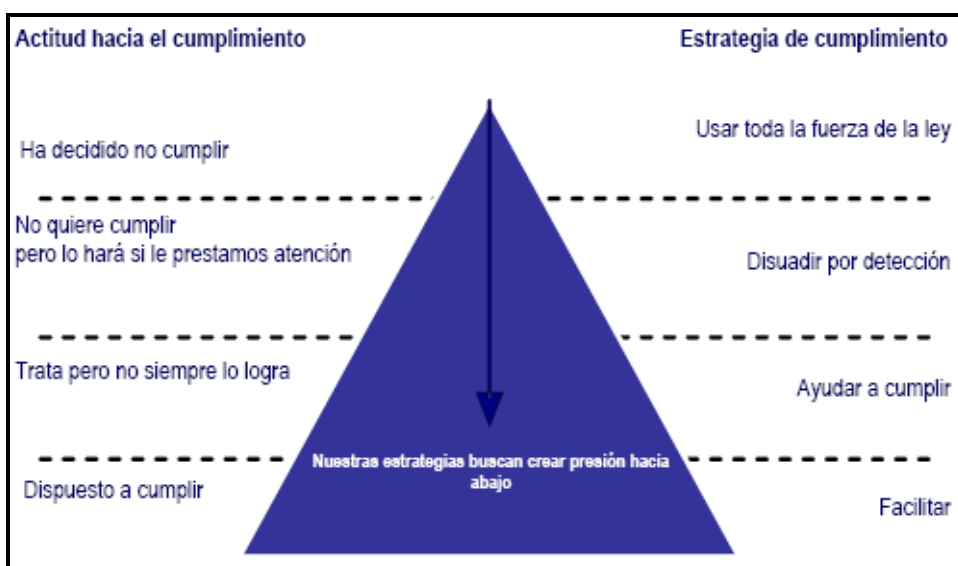 Actitud hacia el cumplimiento
Estrategia de cumplimiento
Ha decidido no cumplir
Usar toda la fuerza de la ley
No quiere cumplir
pero lo hará si le prestamos atención
Disuadir por detección
Trata pero no siempre lo logra
Ayudar a cumplir
Nuestras estrategias buscan crear presión hacia
abajo
Dispuesto a cumplir
Facilitar